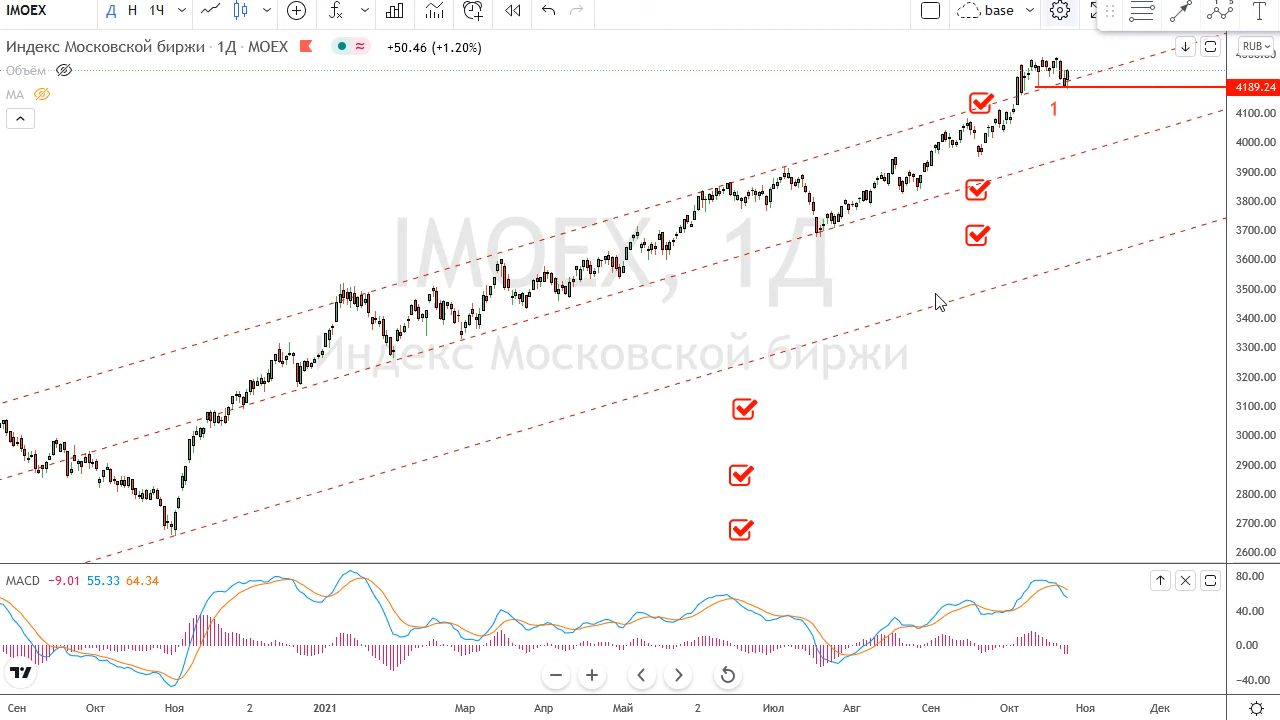 IMOEX Д Н 1Ч base
Индекс Московской биржи · 1Д · MOEX +50.46 (+1.20%) RUB
Объём
MA
4189.24
1
4100.00
4000.00
3900.00
3800.00
3700.00
3600.00
3500.00
3400.00
3300.00
3200.00
3100.00
3000.00
2900.00
2800.00
2700.00
2600.00
IMOEX, 1Д
Индекс Московской биржи
MACD −9.01 55.33 64.34
80.00
40.00
0.00
−40.00
Сен Окт Ноя 2 2021 Мар Апр Май 2 Июл Авг Сен Окт Ноя Дек